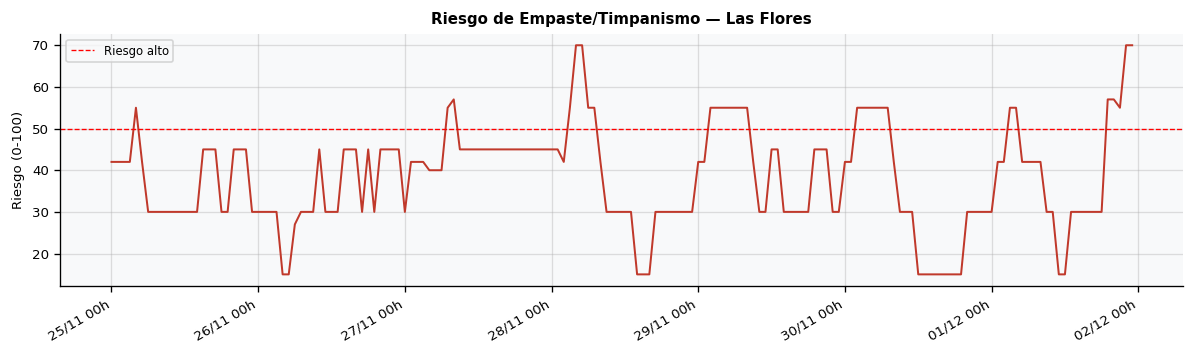 Riesgo de Empaste/Timpanismo — Las Flores
Riesgo alto
Riesgo (0-100)
70
60
50
40
30
20
25/11 00h
26/11 00h
27/11 00h
28/11 00h
29/11 00h
30/11 00h
01/12 00h
02/12 00h